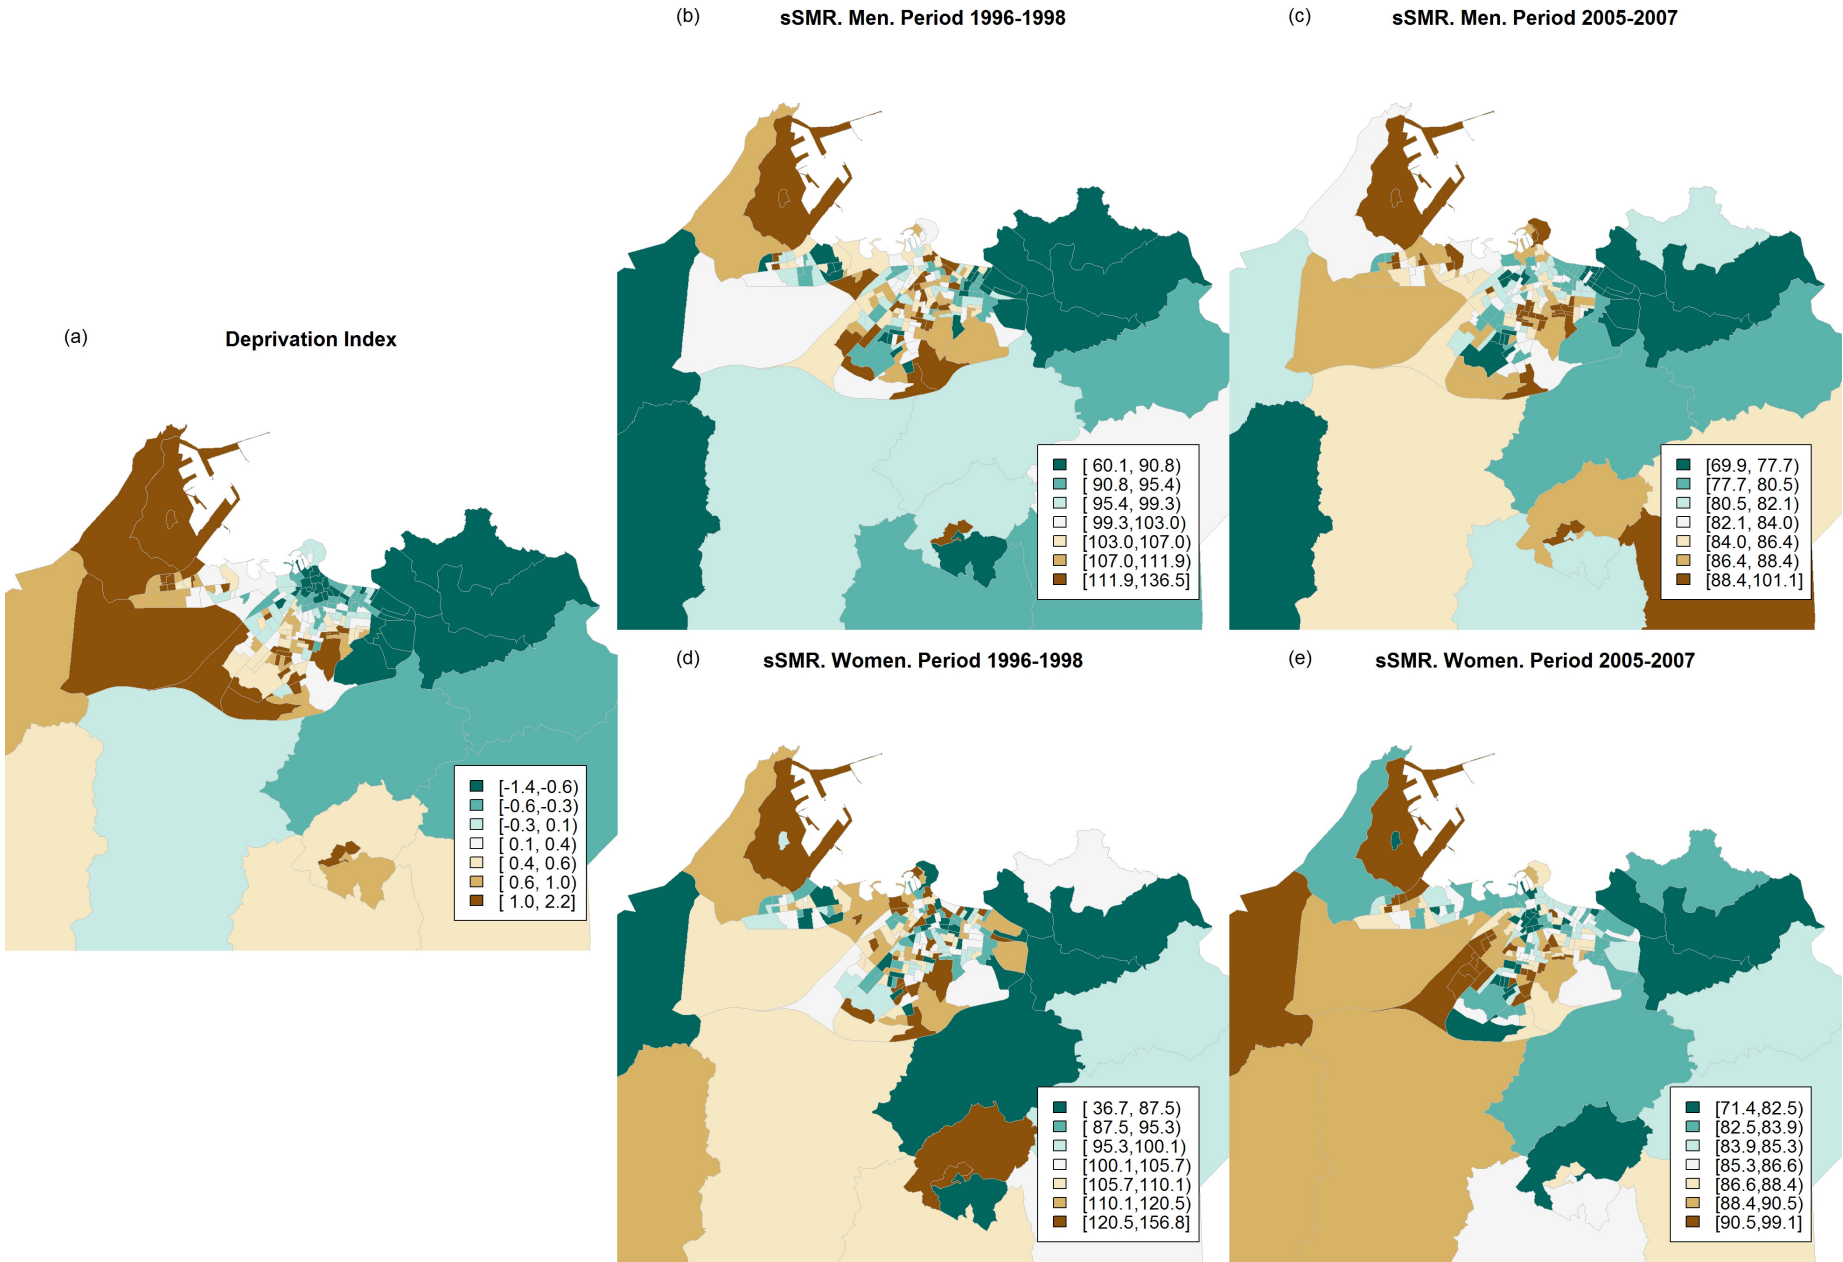 (a) Deprivation Index
[-1.4,-0.6)
[-0.6,-0.3)
[-0.3, 0.1)
[ 0.1, 0.4)
[ 0.4, 0.6)
[ 0.6, 1.0)
[ 1.0, 2.2]
(b) sSMR. Men. Period 1996-1998
[ 60.1, 90.8)
[ 90.8, 95.4)
[ 95.4, 99.3)
[ 99.3,103.0)
[103.0,107.0)
[107.0,111.9)
[111.9,136.5]
(c) sSMR. Men. Period 2005-2007
[69.9, 77.7)
[77.7, 80.5)
[80.5, 82.1)
[82.1, 84.0)
[84.0, 86.4)
[86.4, 88.4)
[88.4,101.1]
(d) sSMR. Women. Period 1996-1998
[ 36.7, 87.5)
[ 87.5, 95.3)
[ 95.3,100.1)
[100.1,105.7)
[105.7,110.1)
[110.1,120.5)
[120.5,156.8]
(e) sSMR. Women. Period 2005-2007
[71.4,82.5)
[82.5,83.9)
[83.9,85.3)
[85.3,86.6)
[86.6,88.4)
[88.4,90.5)
[90.5,99.1]